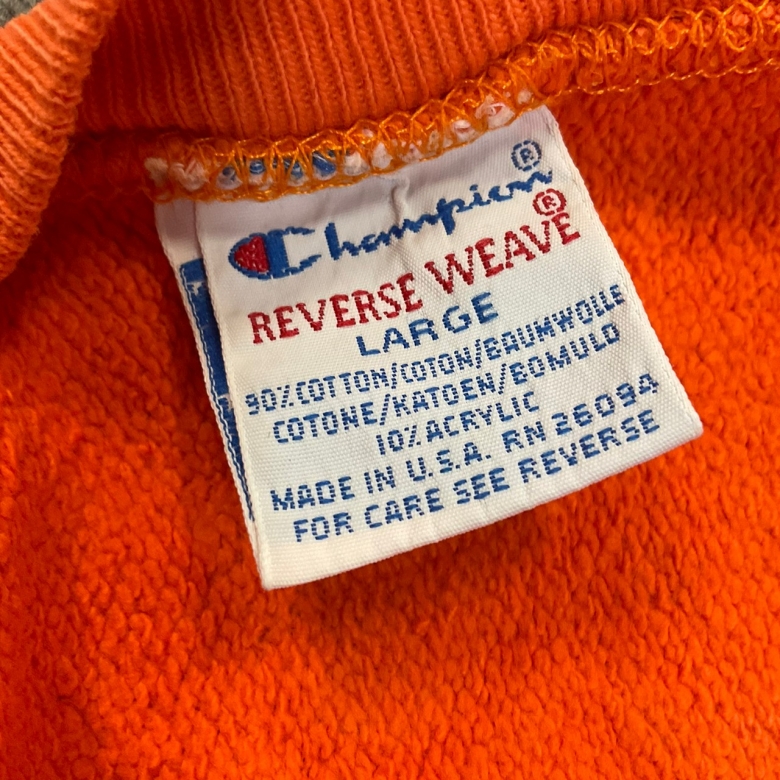 Champion®
REVERSE WEAVE®
LARGE
90% COTTON/COTON/BAUMWOLLE
COTONE/KATOEN/BOMULD
10% ACRYLIC
MADE IN U.S.A. RN 26094
FOR CARE SEE REVERSE